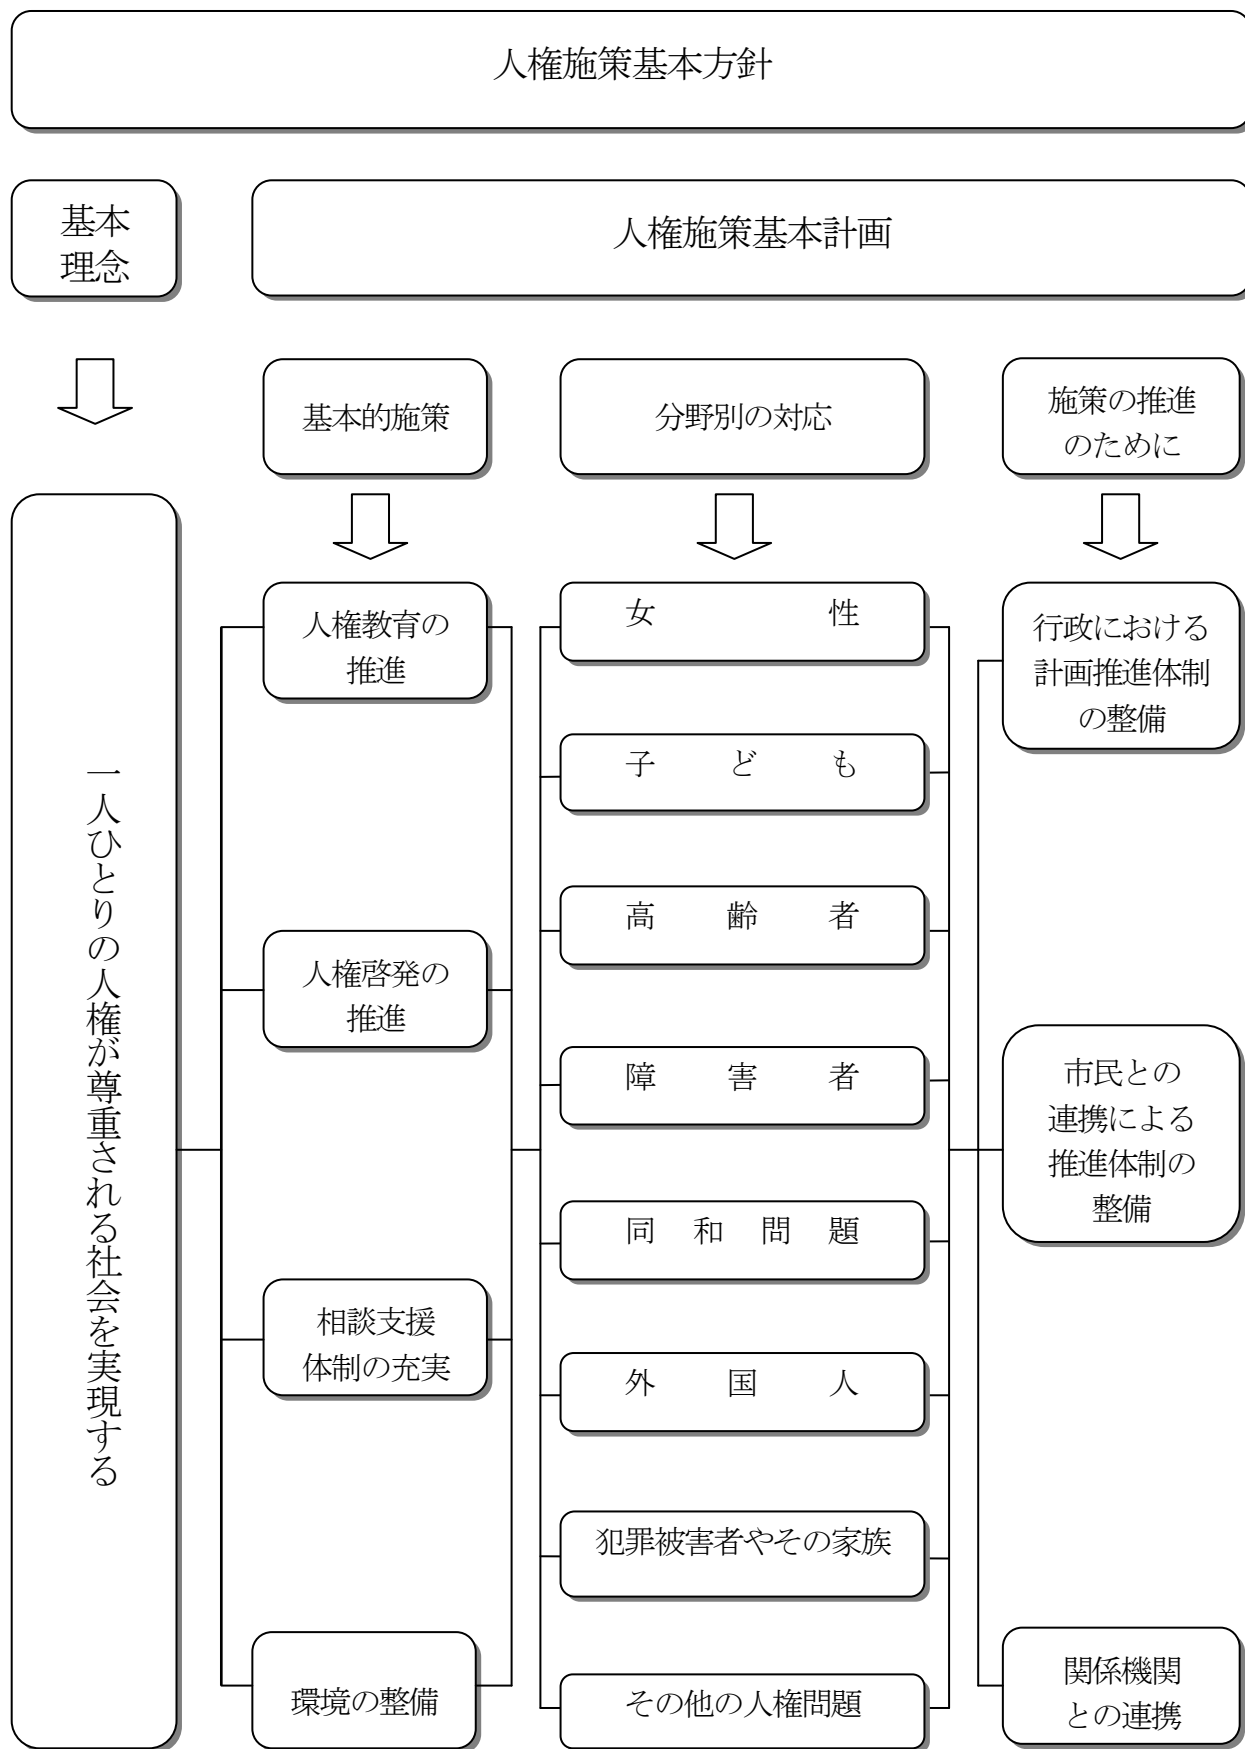 人権施策基本方針
基本
理念
人権施策基本計画
基本的施策
分野別の対応
施策の推進
のために
一人ひとりの人権が尊重される社会を実現する
人権教育の
推進
人権啓発の
推進
相談支援
体制の充実
環境の整備
女性
子ども
高齢者
障害者
同和問題
外国人
犯罪被害者やその家族
その他の人権問題
行政における
計画推進体制
の整備
市民との
連携による
推進体制の
整備
関係機関
との連携